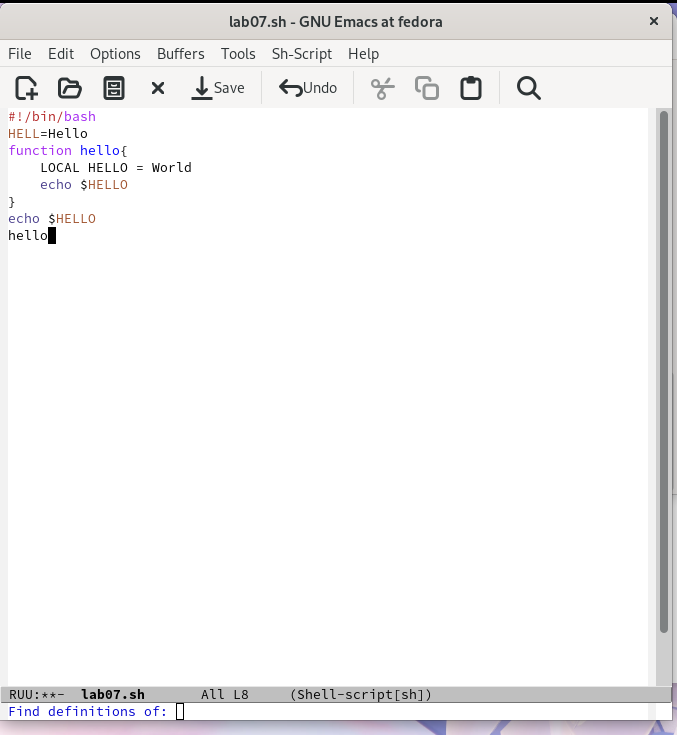 lab07.sh - GNU Emacs at fedora
File Edit Options Buffers Tools Sh-Script Help
Save Undo
#!/bin/bash
HELL=Hello
function hello{
    LOCAL HELLO = World
    echo $HELLO
}
echo $HELLO
hello
RUU:**- lab07.sh All L8 (Shell-script[sh])
Find definitions of: